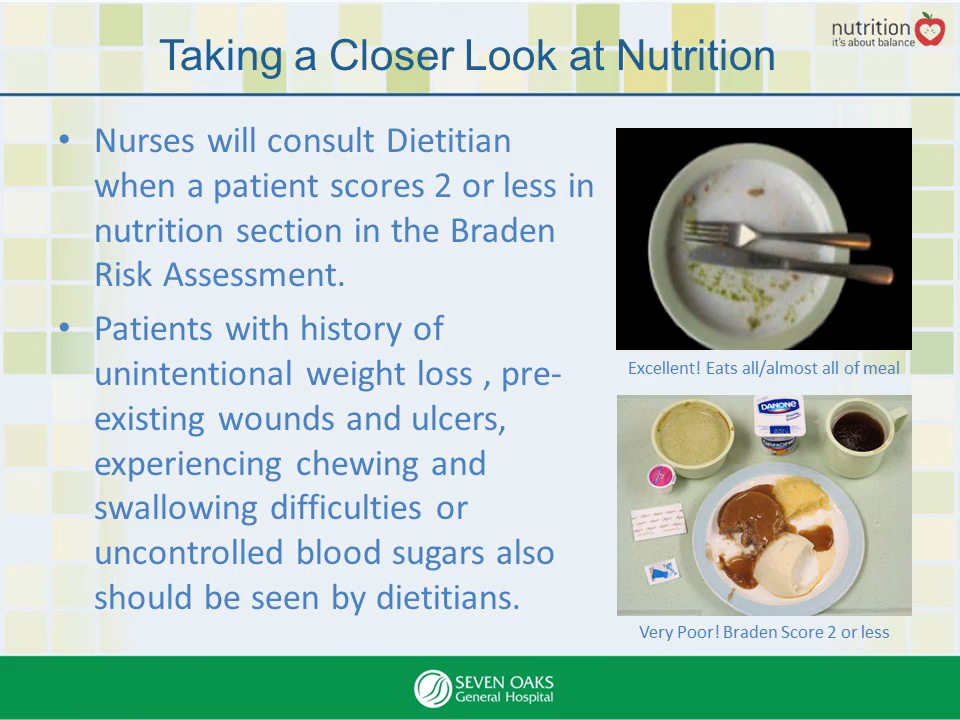 nutrition
it's about balance
Taking a Closer Look at Nutrition
• Nurses will consult Dietitian
when a patient scores 2 or less in
nutrition section in the Braden
Risk Assessment.
• Patients with history of
unintentional weight loss , pre-
existing wounds and ulcers,
experiencing chewing and
swallowing difficulties or
uncontrolled blood sugars also
should be seen by dietitians.
Excellent! Eats all/almost all of meal
DANONE
Very Poor! Braden Score 2 or less
SEVEN OAKS
General Hospital